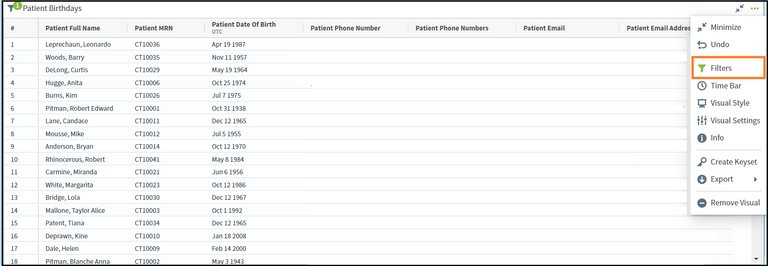 1 Patient Birthdays
# Patient Full Name Patient MRN Patient Date Of Birth Patient Phone Number Patient Phone Numbers Patient Email Patient Email Addres
UTC
1 Leprechaun, Leonardo CT10036 Apr 19 1987
2 Woods, Barry CT10035 Nov 11 1957
3 DeLong, Curtis CT10029 May 19 1964
4 Hugge, Anita CT10006 Oct 25 1974
5 Burns, Kim CT10026 Jul 7 1975
6 Pitman, Robert Edward CT10001 Oct 31 1938
7 Lane, Candace CT10011 Dec 12 1965
8 Mousse, Mike CT10012 Jul 5 1955
9 Anderson, Bryan CT10014 Oct 12 1970
10 Rhinocerous, Robert CT10041 May 8 1984
11 Carmine, Miranda CT10021 Jun 6 1956
12 White, Margarita CT10023 Oct 12 1986
13 Bridge, Lola CT10030 Dec 12 1967
14 Mallone, Taylor Alice CT10003 Oct 1 1992
15 Patent, Tiana CT10034 Dec 12 1965
16 Deprawn, Kine CT10010 Jan 18 2008
17 Dale, Helen CT10009 Feb 14 2000
18 Pitman, Blanche Anna CT10002 May 3 1943
Minimize
Undo
Filters
Time Bar
Visual Style
Visual Settings
Info
Create Keyset
Export
Remove Visual